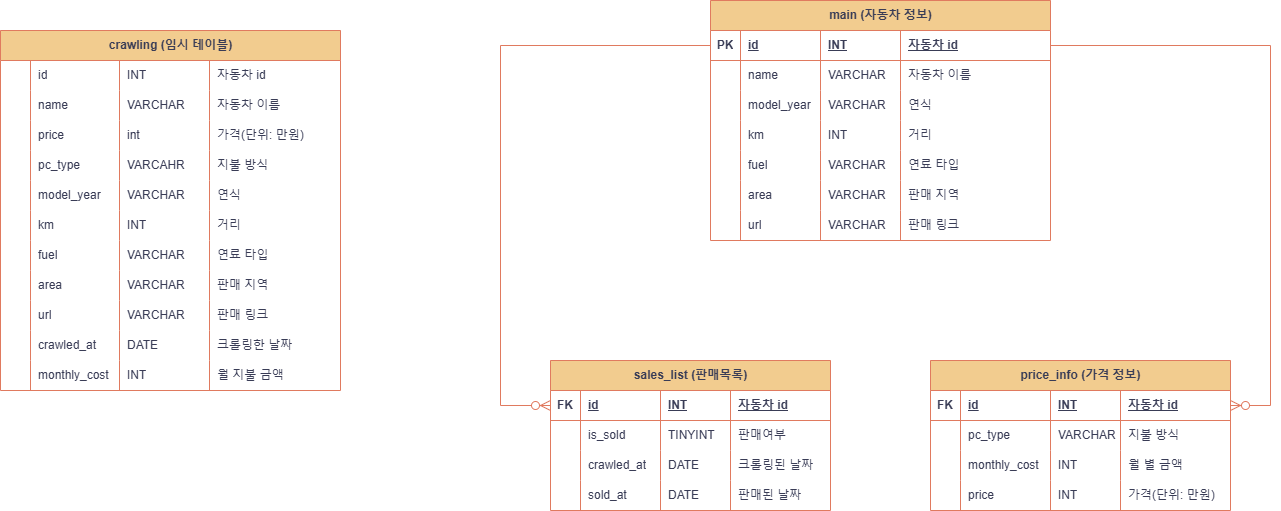 crawling (임시 테이블)
id INT 자동차 id
name VARCHAR 자동차 이름
price int 가격(단위: 만원)
pc_type VARCAHR 지불 방식
model_year VARCHAR 연식
km INT 거리
fuel VARCHAR 연료 타입
area VARCHAR 판매 지역
url VARCHAR 판매 링크
crawled_at DATE 크롤링한 날짜
monthly_cost INT 월 지불 금액
main (자동차 정보)
PK id INT 자동차 id
name VARCHAR 자동차 이름
model_year VARCHAR 연식
km INT 거리
fuel VARCHAR 연료 타입
area VARCHAR 판매 지역
url VARCHAR 판매 링크
sales_list (판매목록)
FK id INT 자동차 id
is_sold TINYINT 판매여부
crawled_at DATE 크롤링된 날짜
sold_at DATE 판매된 날짜
price_info (가격 정보)
FK id INT 자동차 id
pc_type VARCHAR 지불 방식
monthly_cost INT 월 별 금액
price INT 가격(단위: 만원)